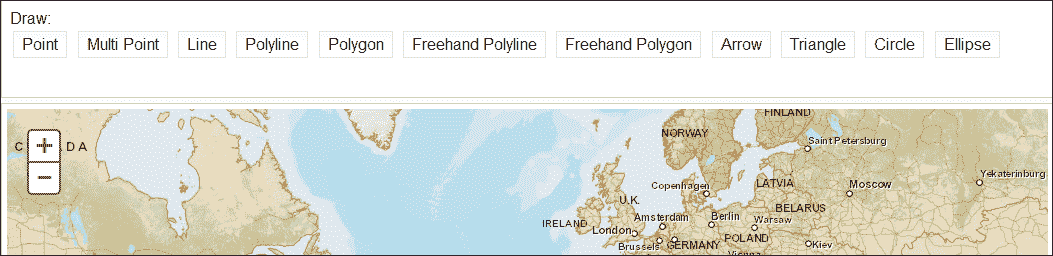 Draw:
Point Multi Point Line Polyline Polygon Freehand Polyline Freehand Polygon Arrow Triangle Circle Ellipse
FINLAND
NORWAY
Saint Petersburg
+
CANADA
−
Yekaterinburg
Copenhagen LATVIA Moscow
U.K.
BELARUS
IRELAND Amsterdam Berlin Warsaw
London
POLAND
Brussels GERMANY Kiev
Vienna